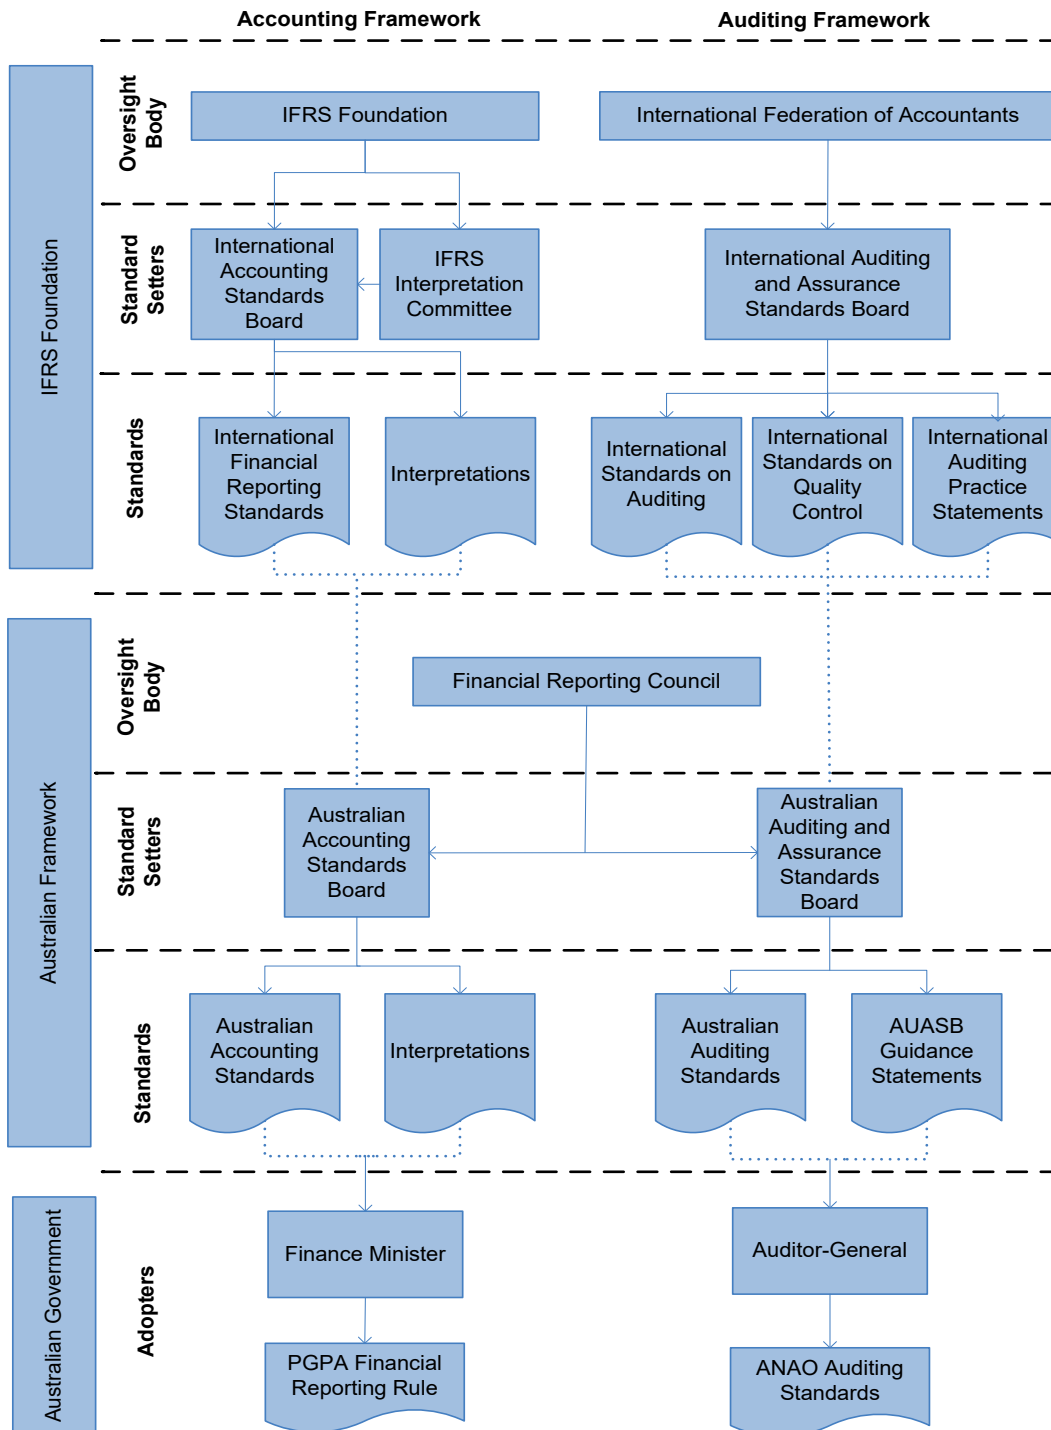 Accounting Framework
Auditing Framework
IFRS Foundation
Oversight
Body
IFRS Foundation
International Federation of Accountants
Standard
Setters
International
Accounting
Standards
Board
IFRS
Interpretation
Committee
International Auditing
and Assurance
Standards Board
Standards
International
Financial
Reporting
Standards
Interpretations
International
Standards on
Auditing
International
Standards on
Quality
Control
International
Auditing
Practice
Statements
Australian Framework
Oversight
Body
Financial Reporting Council
Standard
Setters
Australian
Accounting
Standards
Board
Australian
Auditing and
Assurance
Standards
Board
Standards
Australian
Accounting
Standards
Interpretations
Australian
Auditing
Standards
AUASB
Guidance
Statements
Australian Government
Adopters
Finance Minister
Auditor-General
PGPA Financial
Reporting Rule
ANAO Auditing
Standards